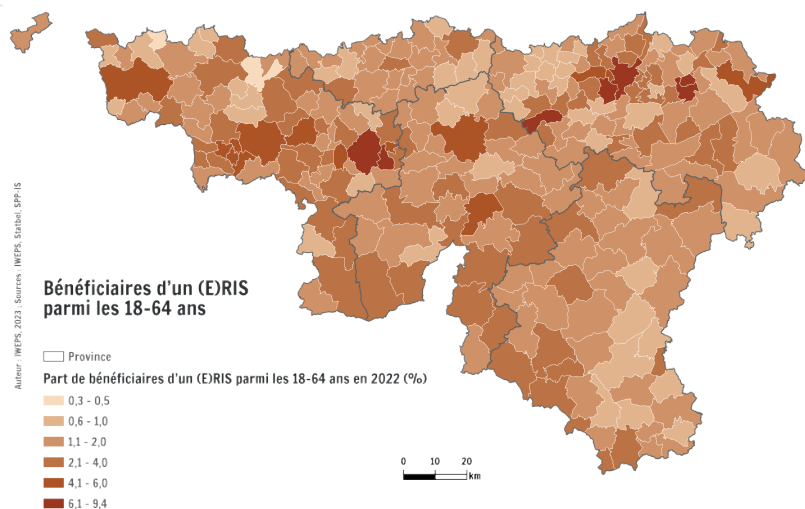 Bénéficiaires d'un (E)RIS
parmi les 18-64 ans
Province
Part de bénéficiaires d'un (E)RIS parmi les 18-64 ans en 2022 (%)
0,3 - 0,5
0,6 - 1,0
1,1 - 2,0
2,1 - 4,0
4,1 - 6,0
6,1 - 9,4
0 10 20
km
Auteur : IWEPS, 2023 ; Sources : IWEPS, Statbel, SPP-IS